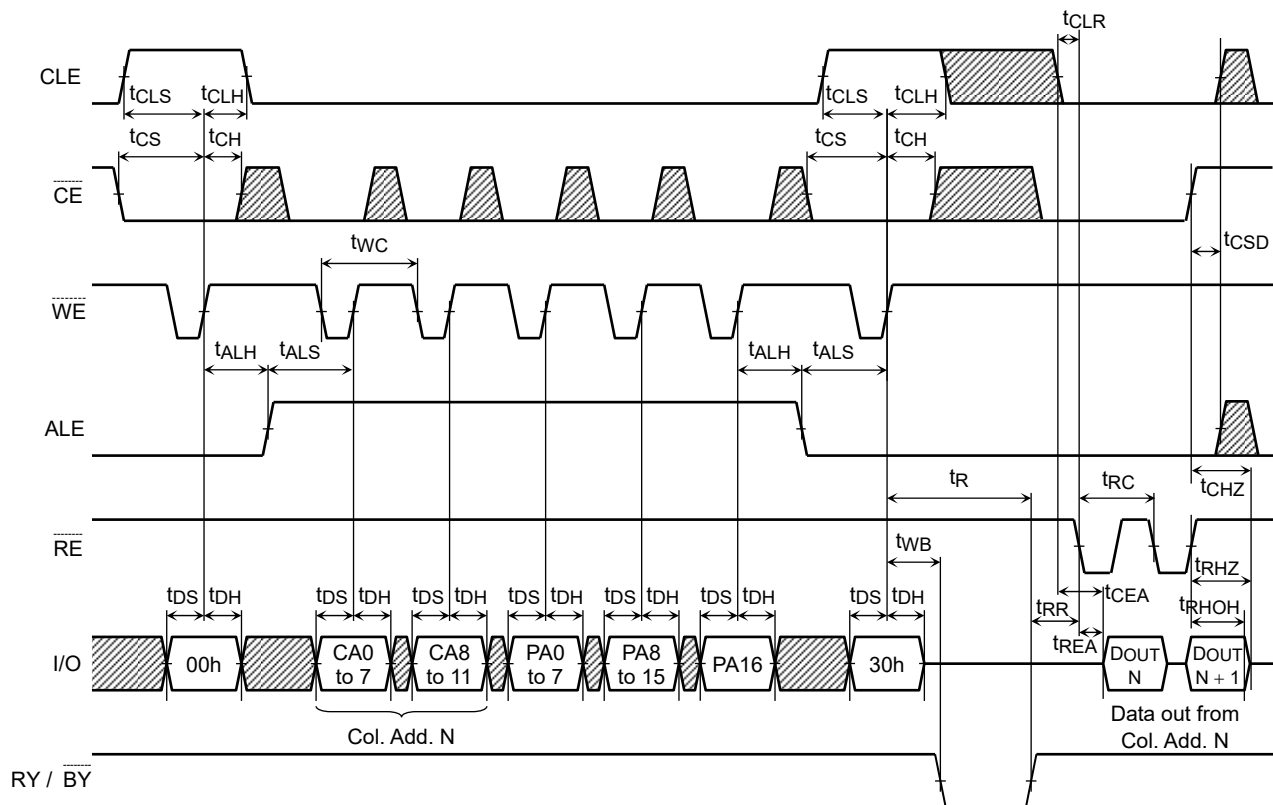 tCLR
CLE
tCLS tCLH tCLS tCLH
tCS tCH tCS tCH
CE
tCSD
tWC
WE
tALH tALS tALH tALS
ALE
tR tRC tCHZ
RE
tWB tRHZ
tDS tDH tDS tDH tDS tDH tDS tDH tDS tDH tDS tDH tDS tDH tCEA
tRR tRHOH
tREA
I/O 00h CA0 to 7 CA8 to 11 PA0 to 7 PA8 to 15 PA16 30h DOUT N DOUT N + 1
Col. Add. N
Data out from
Col. Add. N
RY / BY